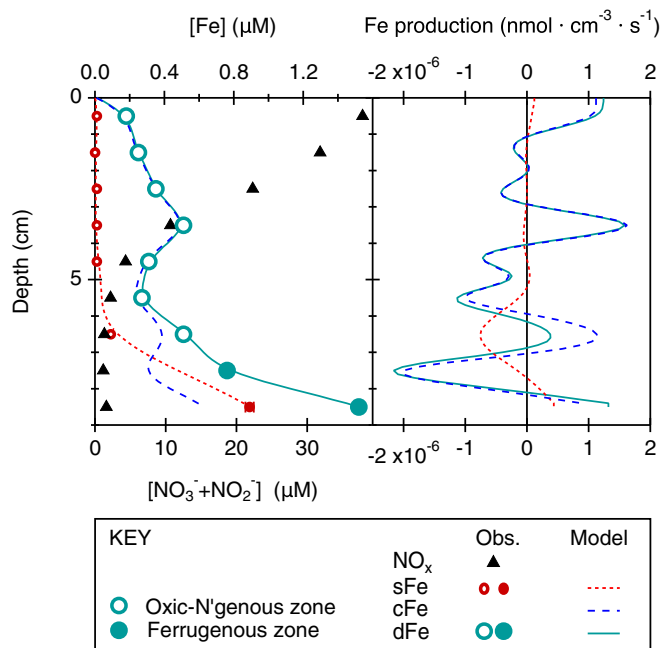 [Fe] (µM)
Fe production (nmol · cm⁻³ · s⁻¹)
0.0 0.4 0.8 1.2
-2 x10⁻⁶ -1 0 1 2
0
5
Depth (cm)
0 10 20 30
-2 x10⁻⁶ -1 0 1 2
[NO₃⁻+NO₂⁻] (µM)
KEY
Obs. Model
NOₓ
sFe
cFe
dFe
Oxic-N'genous zone
Ferrugenous zone